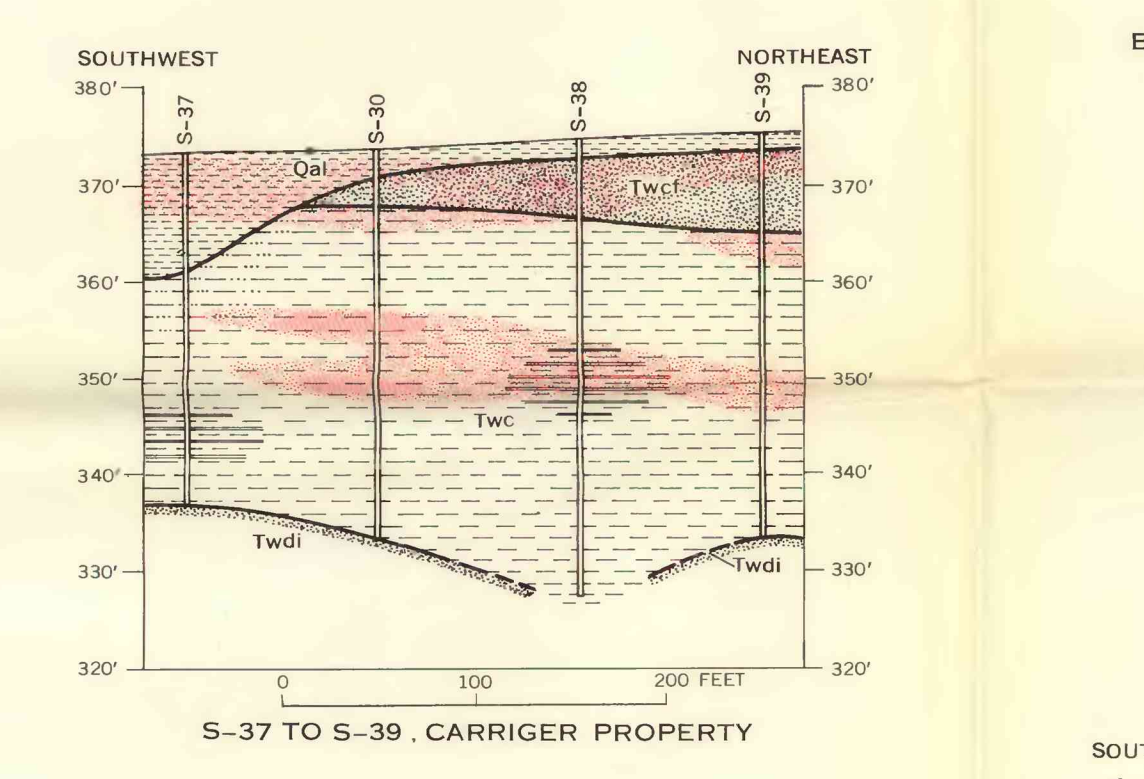 SOUTHWEST
NORTHEAST
380'
380'
S-37
S-30
S-38
S-39
Qal
370'
370'
Twcf
360'
360'
350'
350'
Twc
340'
340'
Twdi
Twdi
330'
330'
320'
320'
0 100 200 FEET
S-37 TO S-39, CARRIGER PROPERTY
E
SOUT